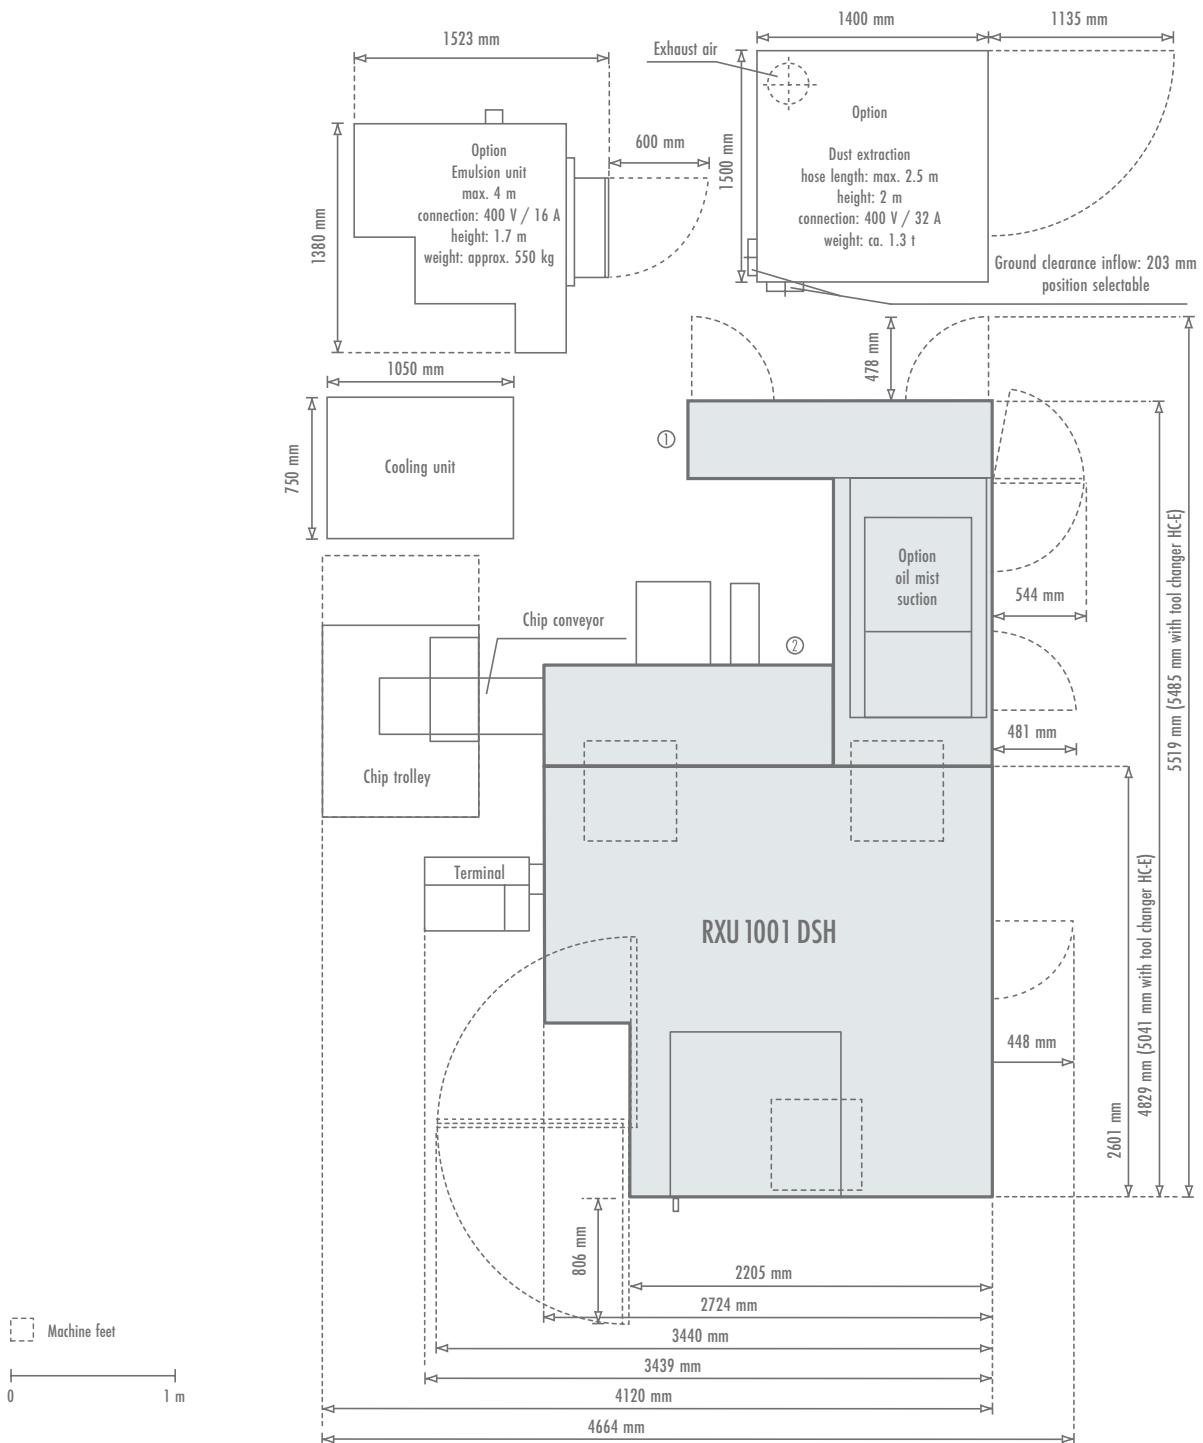 1400 mm
1135 mm
1523 mm
Exhaust air
Option
Emulsion unit
max. 4 m
connection: 400 V / 16 A
height: 1.7 m
weight: approx. 550 kg
600 mm
1380 mm
1500 mm
Option
Dust extraction
hose length: max. 2.5 m
height: 2 m
connection: 400 V / 32 A
weight: ca. 1.3 t
Ground clearance inflow: 203 mm
position selectable
478 mm
1050 mm
750 mm
Cooling unit
①
Option
oil mist
suction
544 mm
5519 mm (5485 mm with tool changer HC-E)
Chip conveyor
②
481 mm
Chip trolley
Terminal
RXU 1001 DSH
4829 mm (5041 mm with tool changer HC-E)
448 mm
2601 mm
806 mm
2205 mm
2724 mm
3440 mm
3439 mm
4120 mm
4664 mm
Machine feet
0 1 m